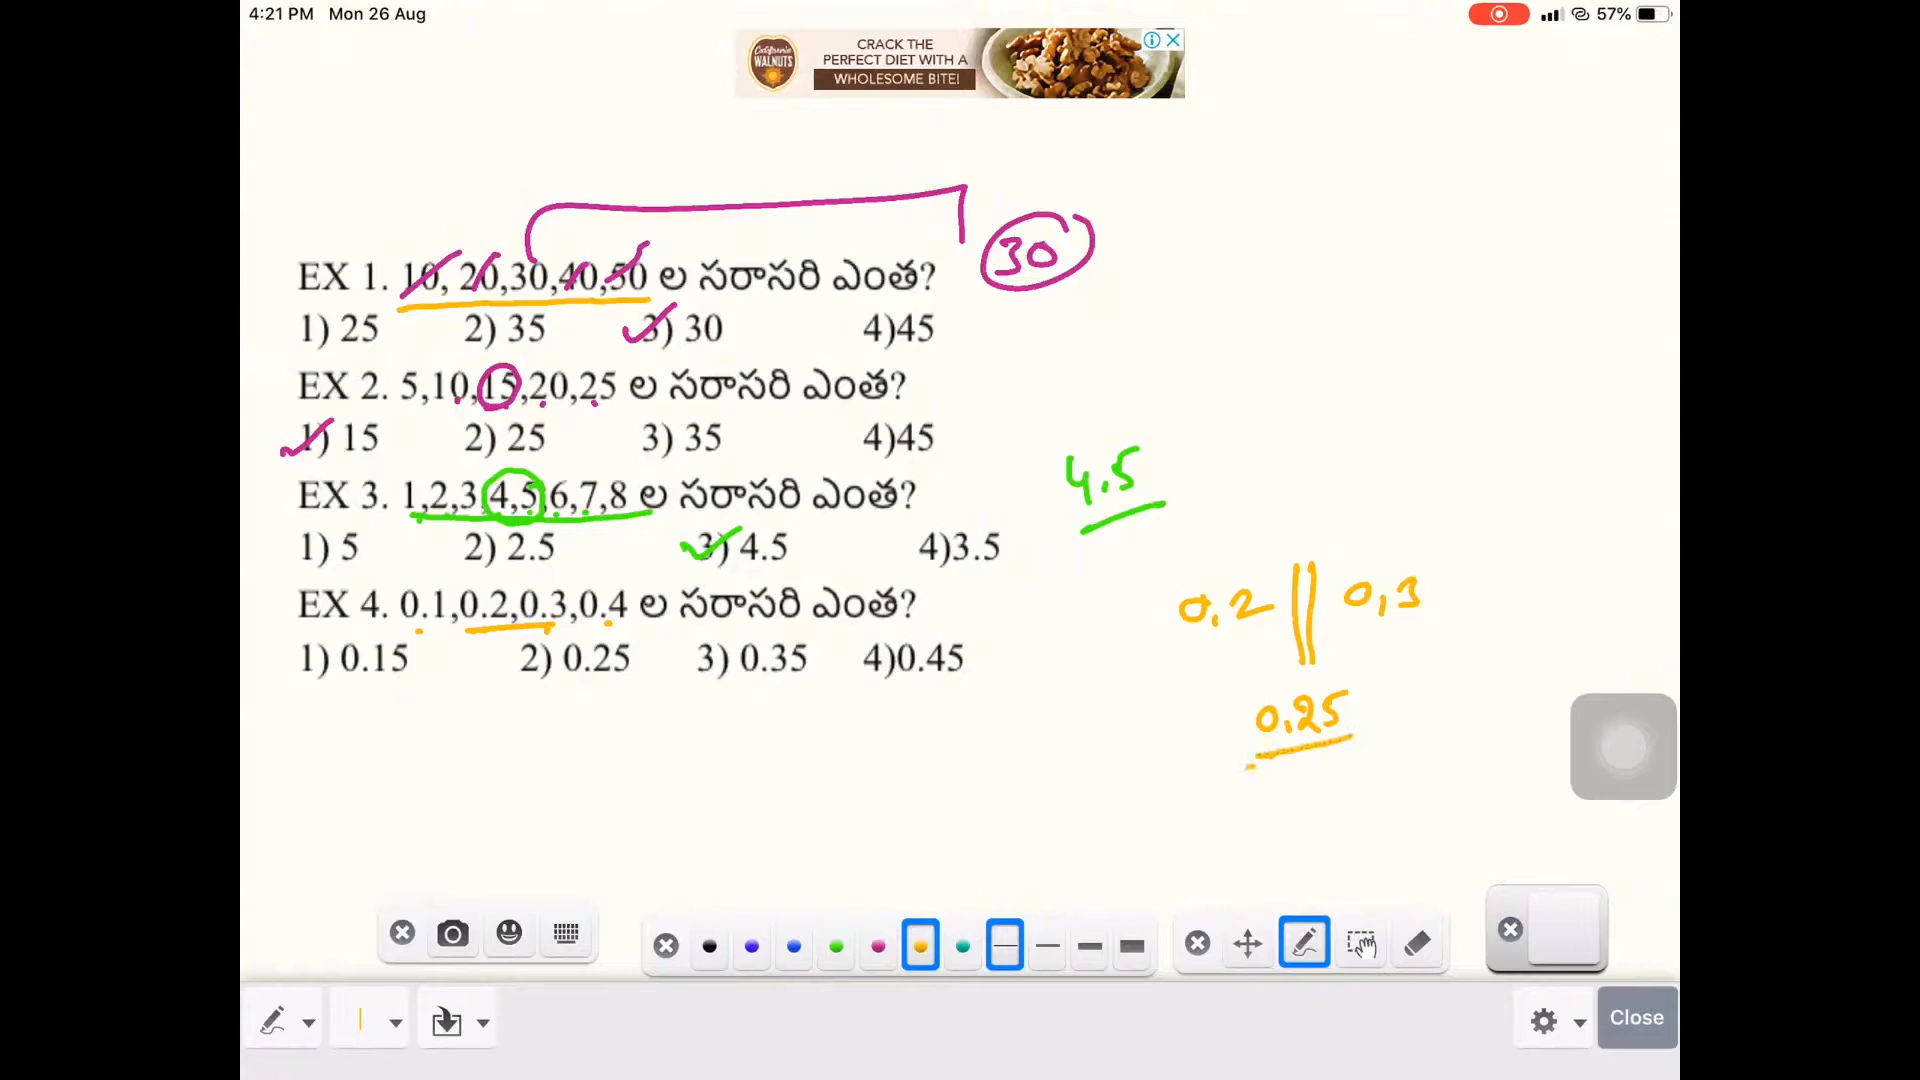 4:21 PM Mon 26 Aug
57%
California
WALNUTS
CRACK THE
PERFECT DIET WITH A
WHOLESOME BITE!
30
EX 1. 10, 20,30,40,50 ల సరాసరి ఎంత?
1) 25 2) 35 3) 30 4)45
EX 2. 5,10,15,20,25 ల సరాసరి ఎంత?
1) 15 2) 25 3) 35 4)45
4.5
EX 3. 1,2,3,4,5,6,7,8 ల సరాసరి ఎంత?
1) 5 2) 2.5 3) 4.5 4)3.5
0.2 0.3
EX 4. 0.1,0.2,0.3,0.4 ల సరాసరి ఎంత?
1) 0.15 2) 0.25 3) 0.35 4)0.45
0.25
Close